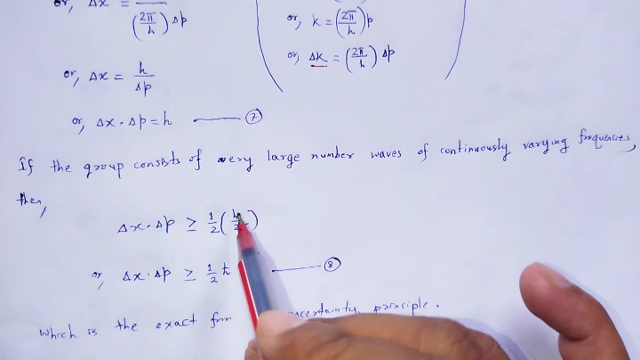 or, Δx =
(2π/h) Δp
or, k = (2π/h)p
or, Δk = (2π/h) Δp
or, Δx = h/Δp
or, Δx · Δp = h ——— ⑦
If the group consists of very large number waves of continuously varying frequencies,
then,
Δx · Δp ≥ 1/2 (
or, Δx · Δp ≥ 1/2 ħ ——— ⑧
Which is the exact principle.